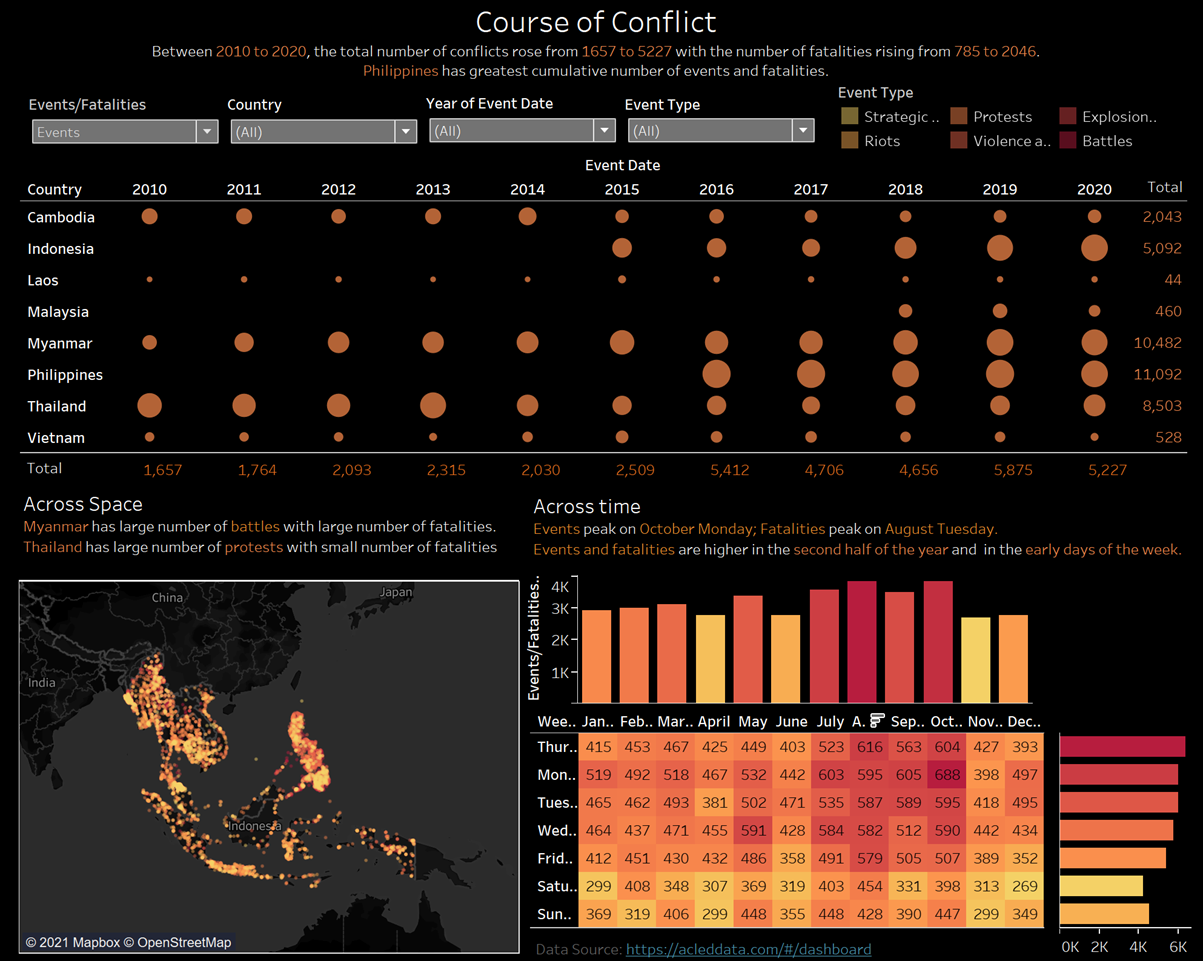 Course of Conflict
Between 2010 to 2020, the total number of conflicts rose from 1657 to 5227 with the number of fatalities rising from 785 to 2046.
Philippines has greatest cumulative number of events and fatalities.
Events/Fatalities Country Year of Event Date Event Type
Events (All) (All) (All)
Event Type
Strategic .. Protests Explosion..
Riots Violence a.. Battles
Event Date
Country 2010 2011 2012 2013 2014 2015 2016 2017 2018 2019 2020 Total
Cambodia 2,043
Indonesia 5,092
Laos 44
Malaysia 460
Myanmar 10,482
Philippines 11,092
Thailand 8,503
Vietnam 528
Total 1,657 1,764 2,093 2,315 2,030 2,509 5,412 4,706 4,656 5,875 5,227
Across Space
Myanmar has large number of battles with large number of fatalities.
Thailand has large number of protests with small number of fatalities
China
Japan
India
Indonesia
© 2021 Mapbox © OpenStreetMap
Across time
Events peak on October Monday; Fatalities peak on August Tuesday.
Events and fatalities are higher in the second half of the year and in the early days of the week.
Events/Fatalities..
4K
3K
2K
1K
Wee.. Jan.. Feb.. Mar.. April May June July A. Sep.. Oct.. Nov.. Dec..
Thur.. 415 453 467 425 449 403 523 616 563 604 427 393
Mon.. 519 492 518 467 532 442 603 595 605 688 398 497
Tues.. 465 462 493 381 502 471 535 587 589 595 418 495
Wed.. 464 437 471 455 591 428 584 582 512 590 442 434
Frid.. 412 451 430 432 486 358 491 579 505 507 389 352
Satu.. 299 408 348 307 369 319 403 454 331 398 313 269
Sun.. 369 319 406 299 448 355 448 428 390 447 299 349
0K 2K 4K 6K
Data Source: https://acleddata.com/#/dashboard